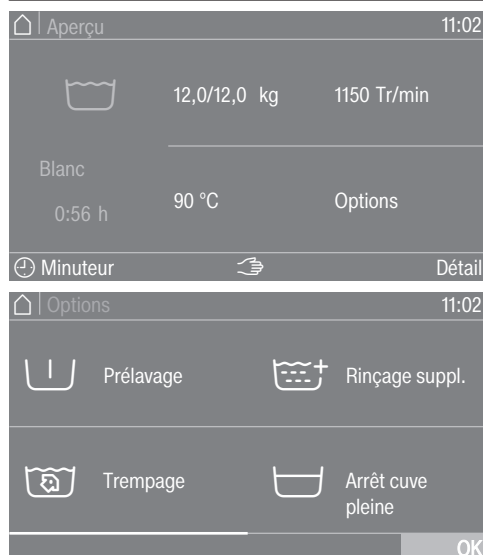 Aperçu 11:02
12,0/12,0 kg 1150 Tr/min
Blanc
0:56 h
90 °C Options
Minuteur Détail
Options 11:02
Prélavage Rinçage suppl.
Trempage Arrêt cuve
pleine
OK